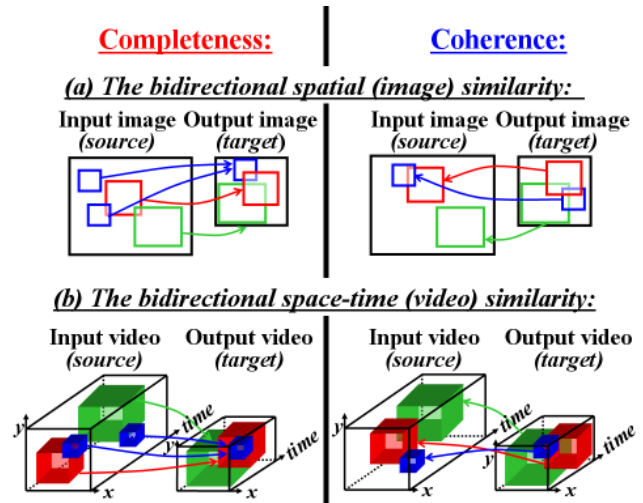 Completeness: Coherence:
(a) The bidirectional spatial (image) similarity:
Input image Output image Input image Output image
(source) (target) (source) (target)
(b) The bidirectional space-time (video) similarity:
Input video Output video Input video Output video
(source) (target) (source) (target)
y time y time y time y time
x x x x